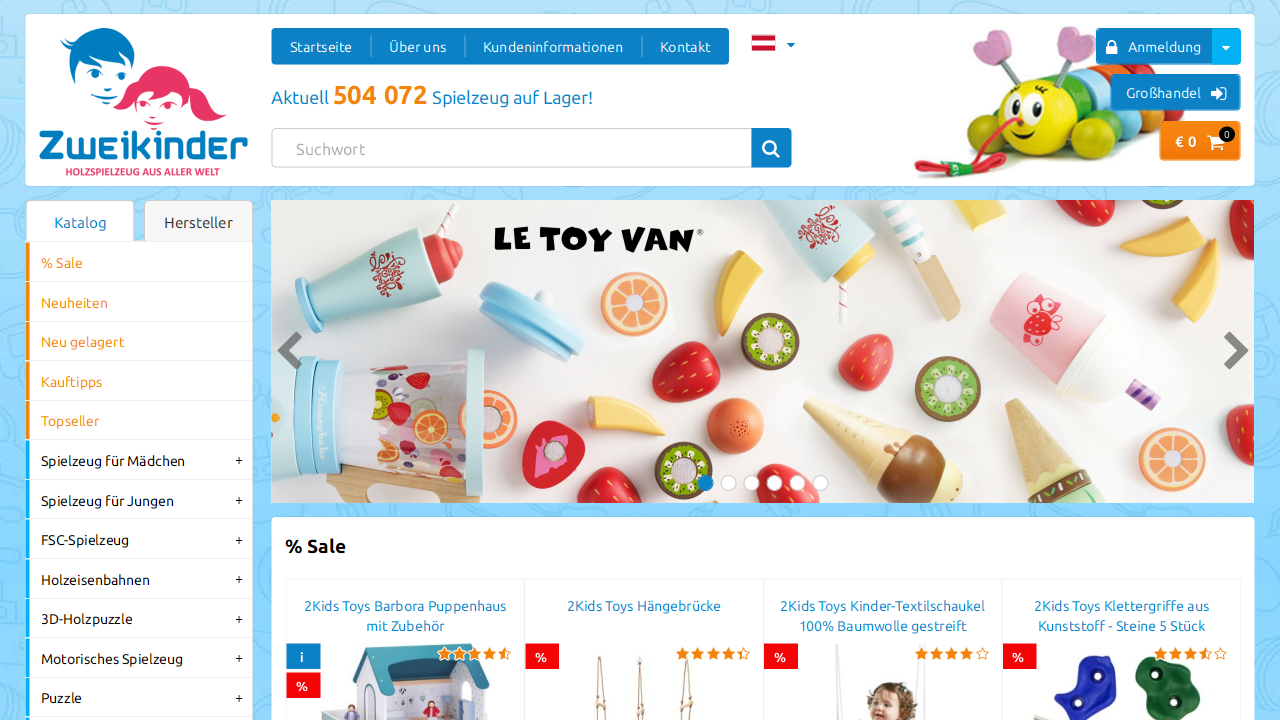 Zweikinder
HOLZSPIELZEUG AUS ALLER WELT
Startseite
Über uns
Kundeninformationen
Kontakt
Aktuell 504 072 Spielzeug auf Lager!
Suchwort
Anmeldung
Großhandel
€ 0
0
Katalog
Hersteller
% Sale
Neuheiten
Neu gelagert
Kauftipps
Topseller
Spielzeug für Mädchen +
Spielzeug für Jungen +
FSC-Spielzeug +
Holzeisenbahnen +
3D-Holzpuzzle +
Motorisches Spielzeug +
Puzzle +
LE TOY VAN®
% Sale
2Kids Toys Barbora Puppenhaus
mit Zubehör
i
%
2Kids Toys Hängebrücke
%
2Kids Toys Kinder-Textilschaukel
100% Baumwolle gestreift
%
2Kids Toys Klettergriffe aus
Kunststoff - Steine 5 Stück
%